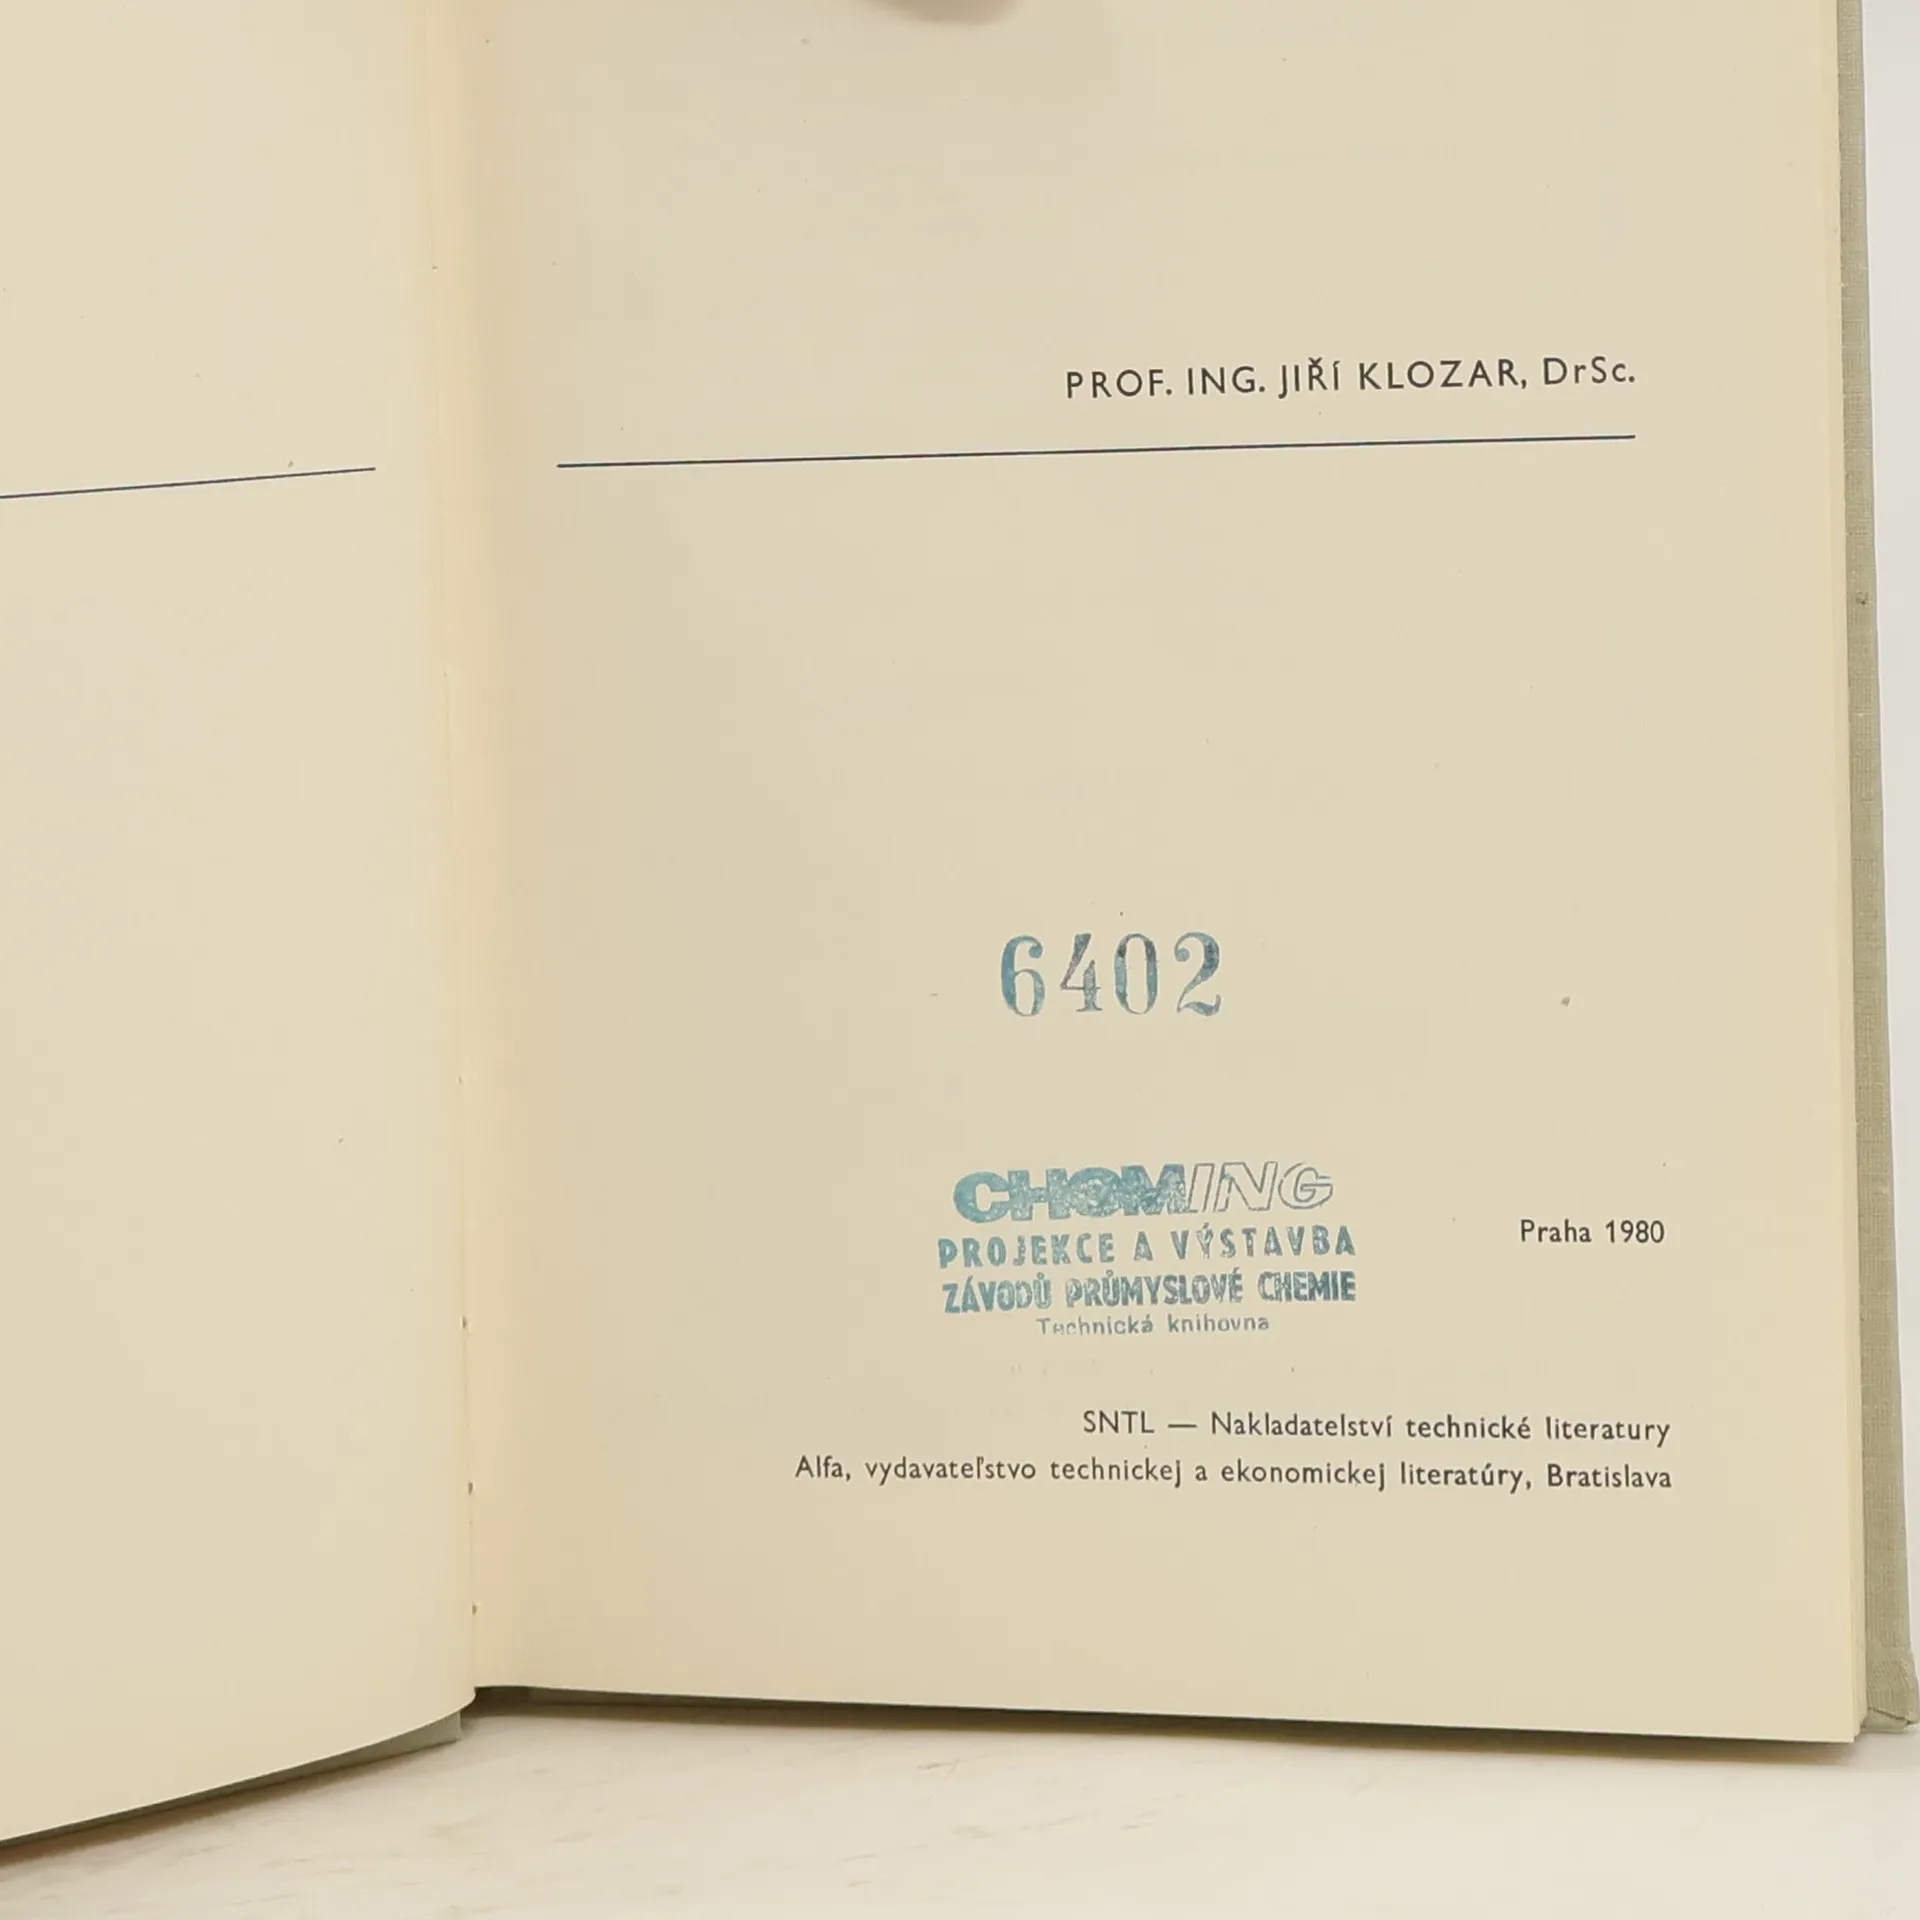 PROF. ING. JIŘÍ KLOZAR, DrSc.
6402
CHOMING
PROJEKCE A VÝSTAVBA
ZÁVODŮ PRŮMYSLOVÉ CHEMIE
Technická knihovna
Praha 1980
SNTL — Nakladatelství technické literatury
Alfa, vydavateľstvo technickej a ekonomickej literatúry, Bratislava